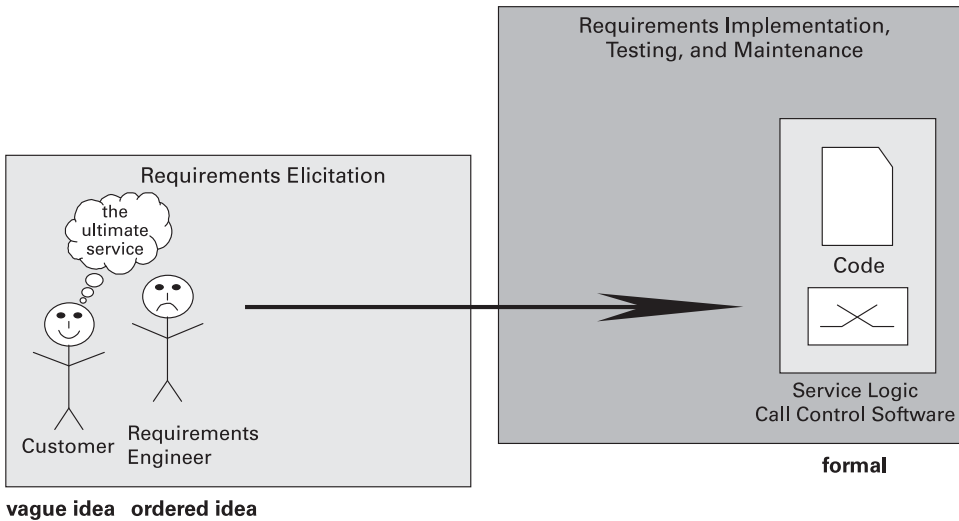 Requirements Elicitation
the
ultimate
service
Customer
Requirements
Engineer
vague idea ordered idea
Requirements Implementation,
Testing, and Maintenance
Code
Service Logic
Call Control Software
formal